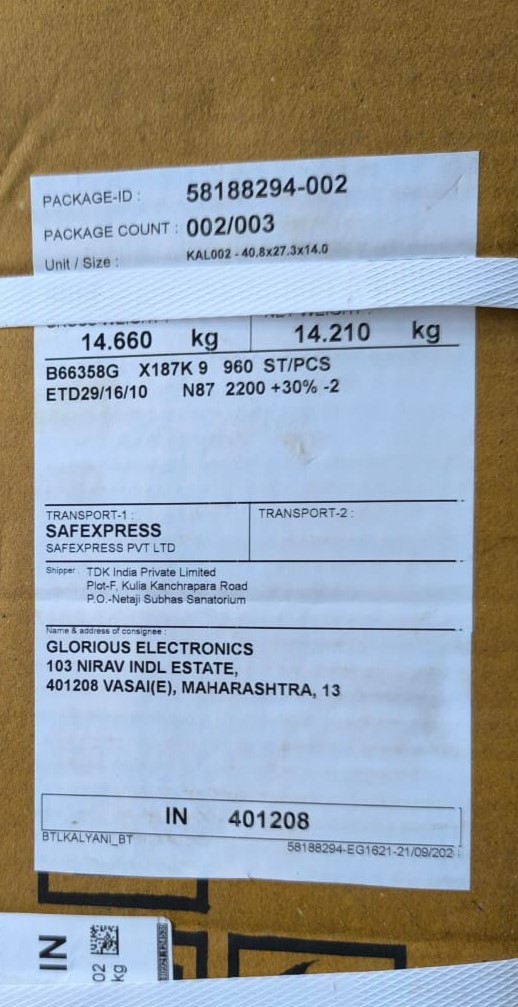 PACKAGE-ID : 58188294-002
PACKAGE COUNT : 002/003
Unit / Size : KAL002 - 40.8x27.3x14.0
14.660 kg 14.210 kg
B66358G X187K 9 960 ST/PCS
ETD29/16/10 N87 2200 +30% -2
TRANSPORT-1 : TRANSPORT-2 :
SAFEXPRESS
SAFEXPRESS PVT LTD
Shipper : TDK India Private Limited
Plot-F, Kulia Kanchrapara Road
P.O.-Netaji Subhas Sanatorium
Name & address of consignee :
GLORIOUS ELECTRONICS
103 NIRAV INDL ESTATE,
401208 VASAI(E), MAHARASHTRA, 13
IN 401208
BTLKALYANI_BT 58188294-EG1621-21/09/202
IN
02
kg